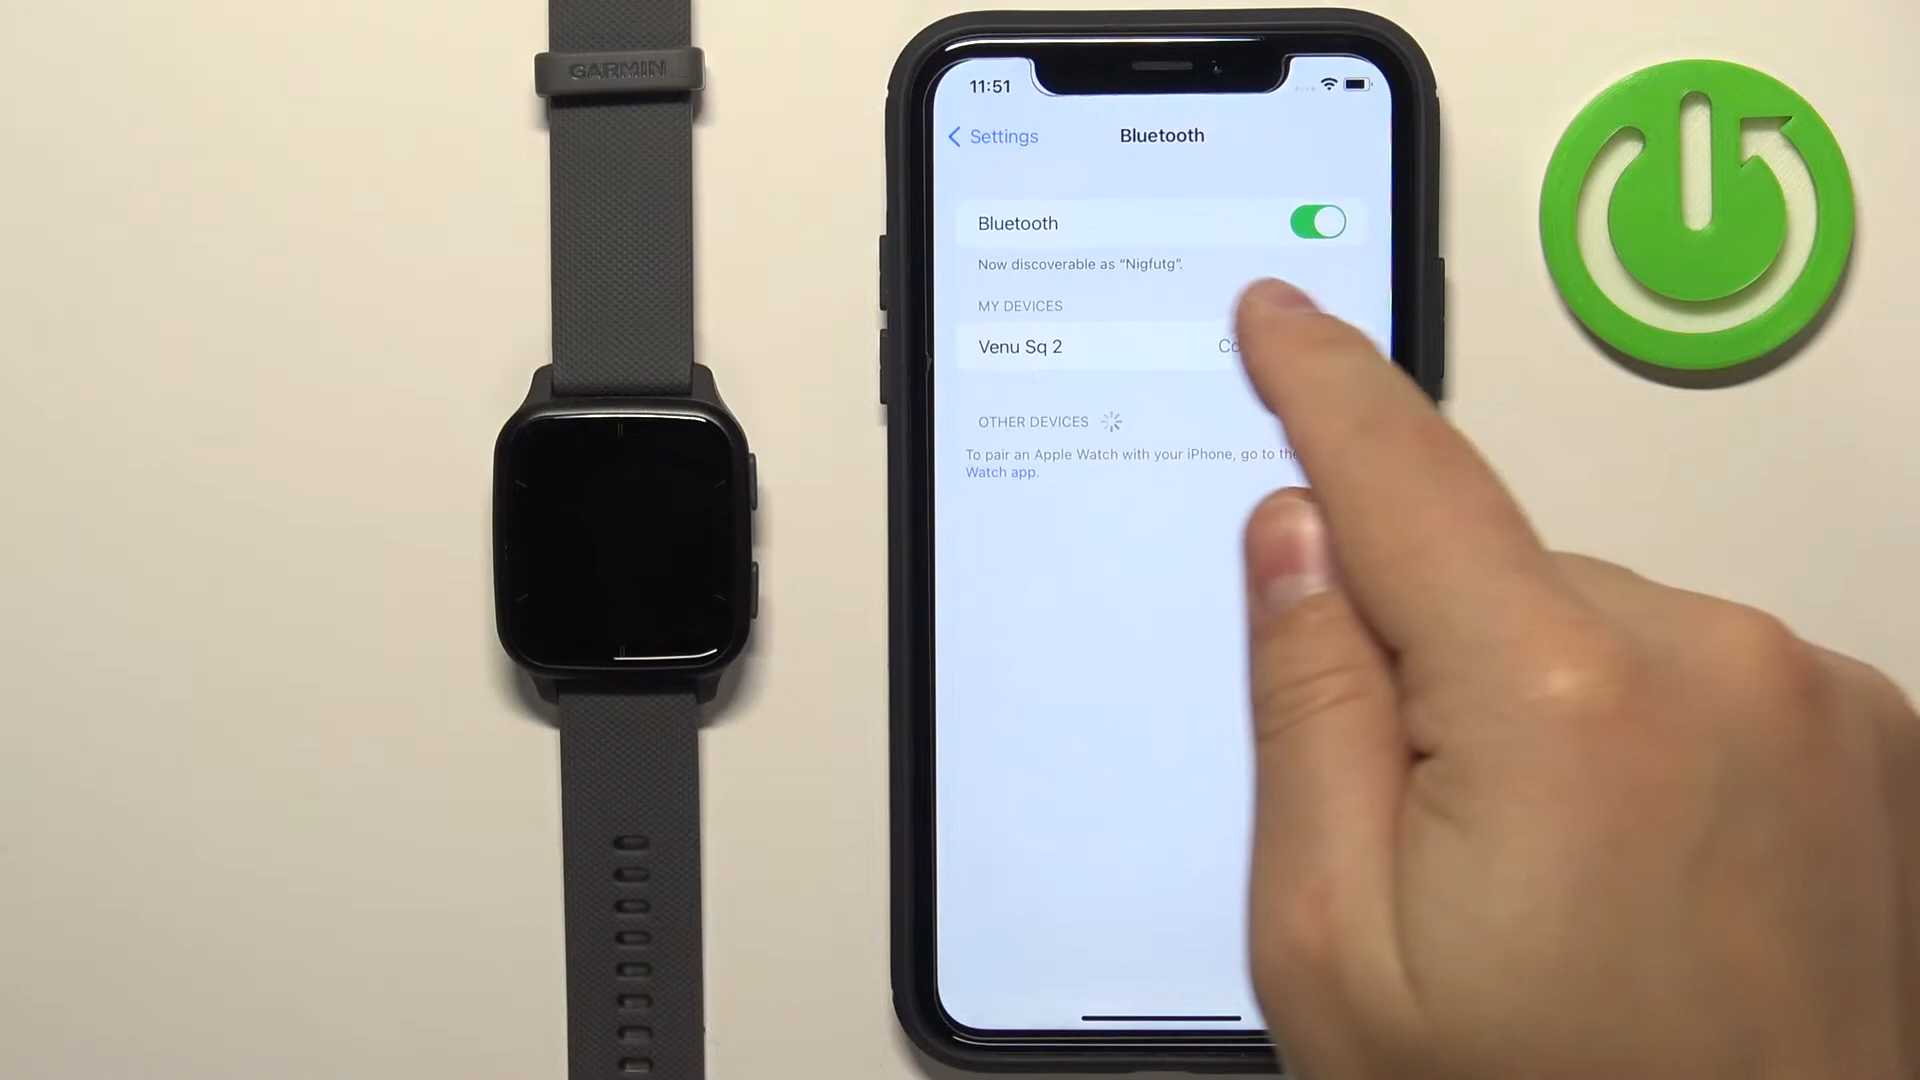 GARMIN
11:51
Settings
Bluetooth
Bluetooth
Now discoverable as “Nigfutg”.
MY DEVICES
Venu Sq 2
OTHER DEVICES
To pair an Apple Watch with your iPhone, go to the
Watch app.